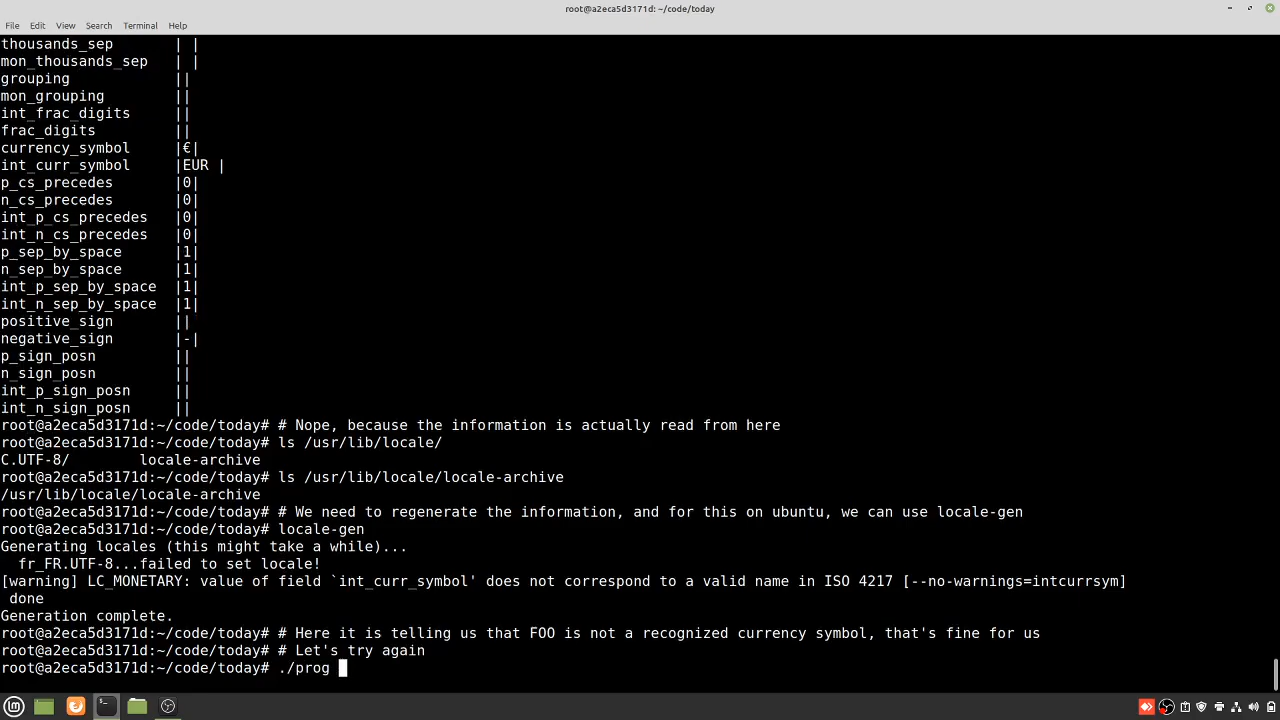 root@a2eca5d3171d: ~/code/today
File Edit View Search Terminal Help
thousands_sep       | |
mon_thousands_sep   | |
grouping            ||
mon_grouping        ||
int_frac_digits     ||
frac_digits         ||
currency_symbol     |€|
int_curr_symbol     |EUR |
p_cs_precedes       |0|
n_cs_precedes       |0|
int_p_cs_precedes   |0|
int_n_cs_precedes   |0|
p_sep_by_space      |1|
n_sep_by_space      |1|
int_p_sep_by_space  |1|
int_n_sep_by_space  |1|
positive_sign       ||
negative_sign       |-|
p_sign_posn         ||
n_sign_posn         ||
int_p_sign_posn     ||
int_n_sign_posn     ||
root@a2eca5d3171d:~/code/today# # Nope, because the information is actually read from here
root@a2eca5d3171d:~/code/today# ls /usr/lib/locale/
C.UTF-8/        locale-archive
root@a2eca5d3171d:~/code/today# ls /usr/lib/locale/locale-archive
/usr/lib/locale/locale-archive
root@a2eca5d3171d:~/code/today# # We need to regenerate the information, and for this on ubuntu, we can use locale-gen
root@a2eca5d3171d:~/code/today# locale-gen
Generating locales (this might take a while)...
  fr_FR.UTF-8...failed to set locale!
[warning] LC_MONETARY: value of field `int_curr_symbol' does not correspond to a valid name in ISO 4217 [--no-warnings=intcurrsym]
 done
Generation complete.
root@a2eca5d3171d:~/code/today# # Here it is telling us that FOO is not a recognized currency symbol, that's fine for us
root@a2eca5d3171d:~/code/today# # Let's try again
root@a2eca5d3171d:~/code/today# ./prog